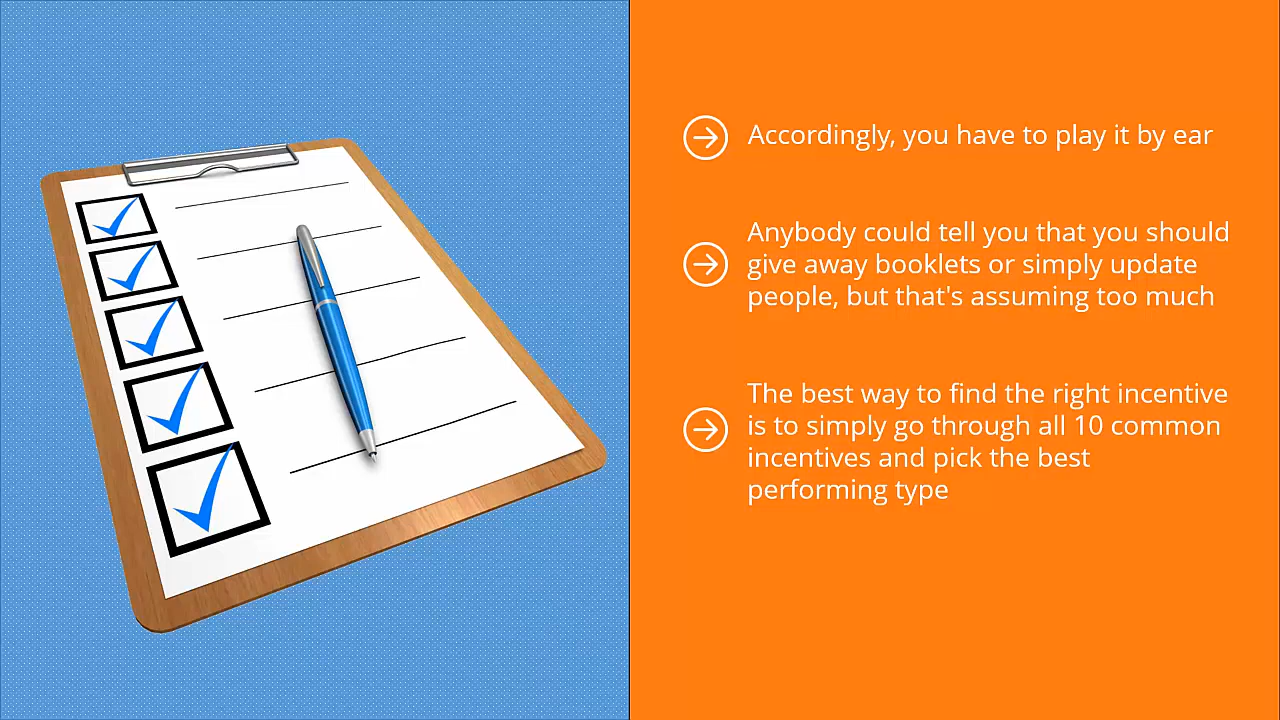 Accordingly, you have to play it by ear
Anybody could tell you that you should
give away booklets or simply update
people, but that's assuming too much
The best way to find the right incentive
is to simply go through all 10 common
incentives and pick the best
performing type